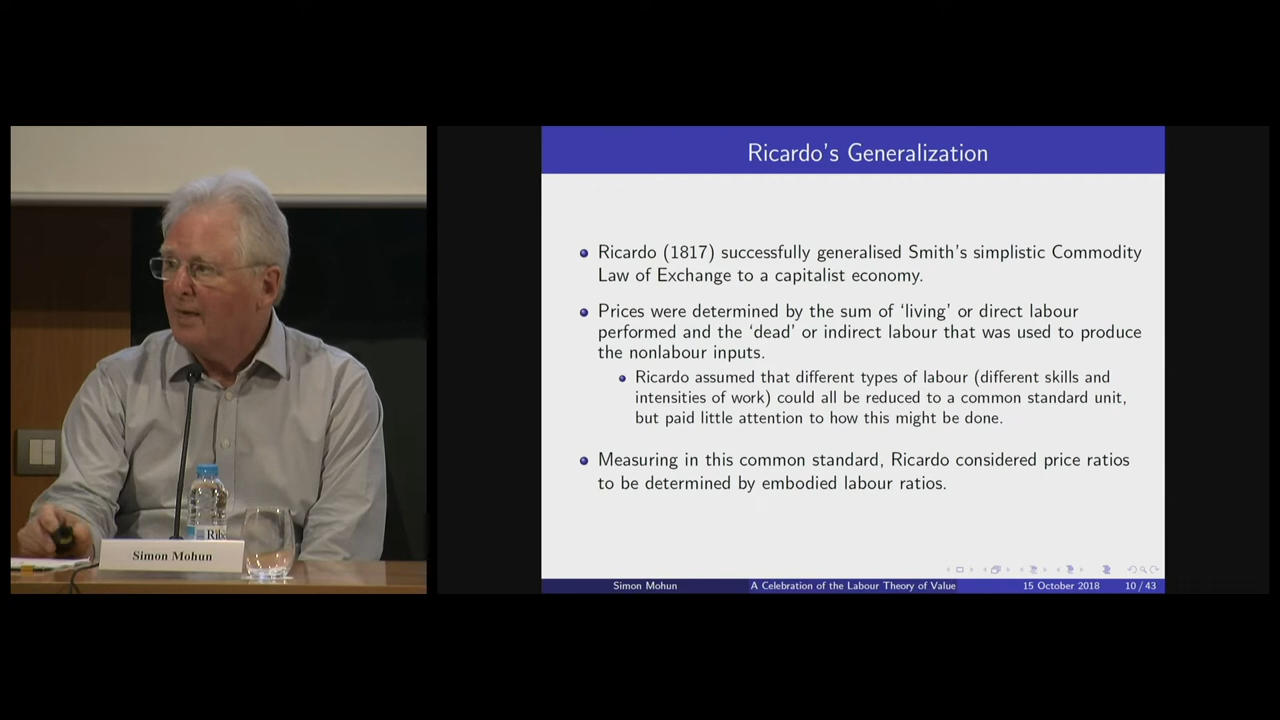 Ricardo's Generalization
Ricardo (1817) successfully generalised Smith's simplistic Commodity
Law of Exchange to a capitalist economy.
Prices were determined by the sum of ‘living’ or direct labour
performed and the ‘dead’ or indirect labour that was used to produce
the nonlabour inputs.
Ricardo assumed that different types of labour (different skills and
intensities of work) could all be reduced to a common standard unit,
but paid little attention to how this might be done.
Measuring in this common standard, Ricardo considered price ratios
to be determined by embodied labour ratios.
Simon Mohun
A Celebration of the Labour Theory of Value
15 October 2018
10 / 43
Simon Mohun